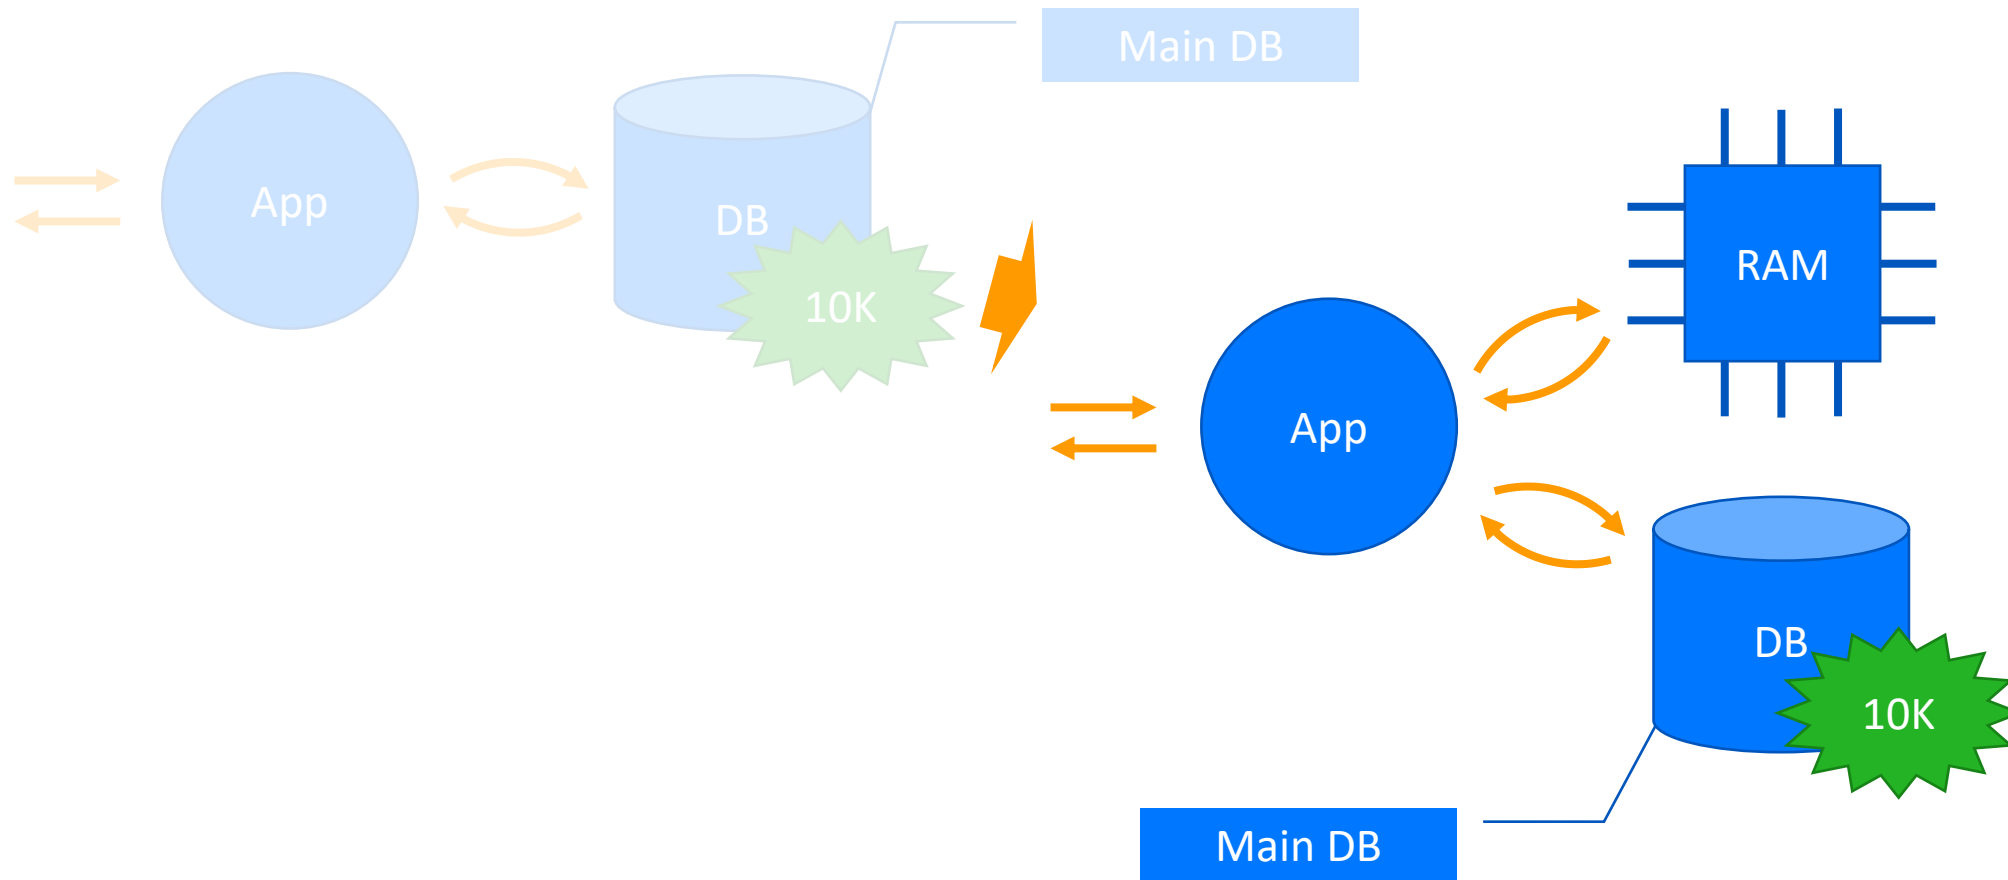 Main DB
App
DB
10K
RAM
App
DB
10K
Main DB